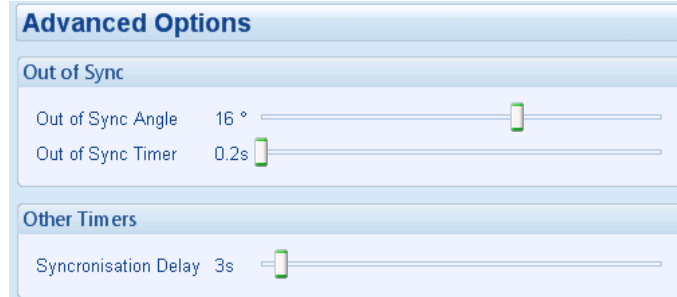 Advanced Options
Out of Sync
Out of Sync Angle 16 °
Out of Sync Timer 0.2s
Other Timers
Syncronisation Delay 3s